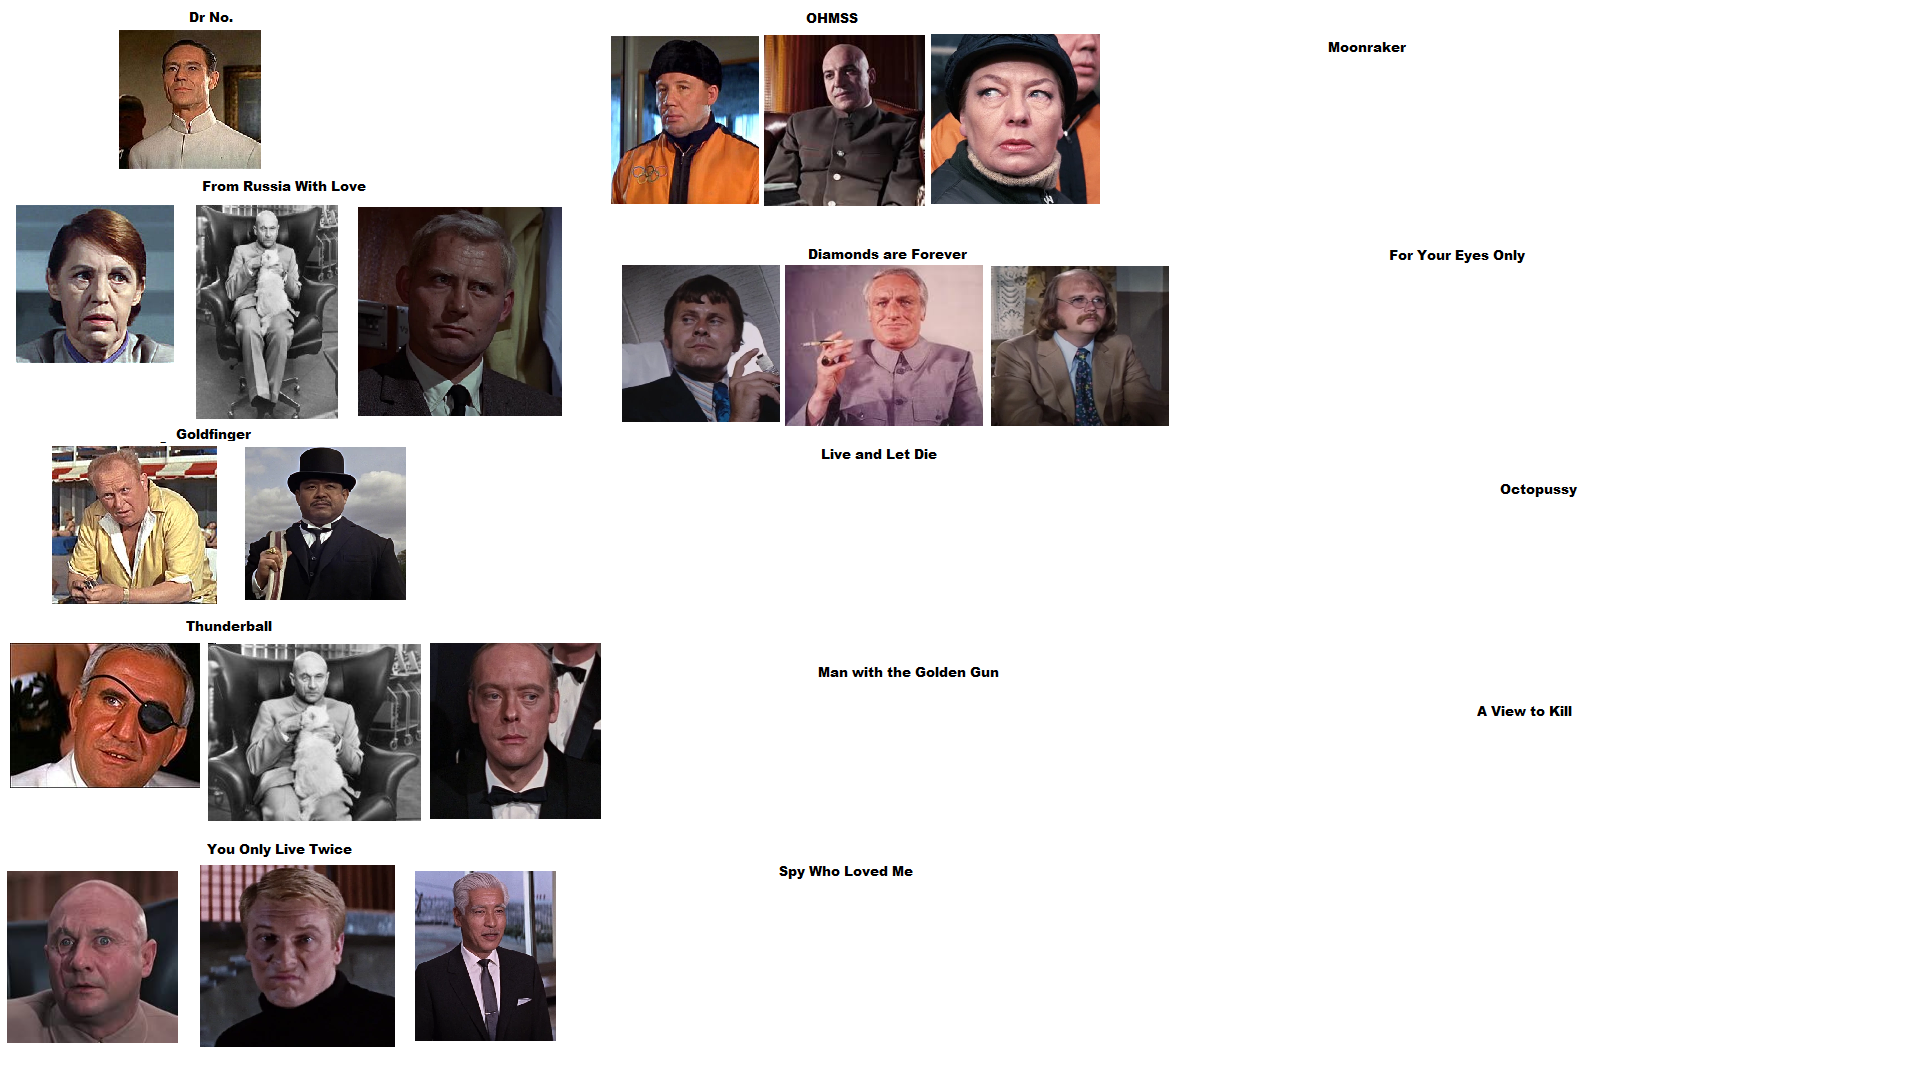 Dr No.
From Russia With Love
Goldfinger
Thunderball
You Only Live Twice
OHMSS
Diamonds are Forever
Live and Let Die
Man with the Golden Gun
Spy Who Loved Me
Moonraker
For Your Eyes Only
Octopussy
A View to Kill